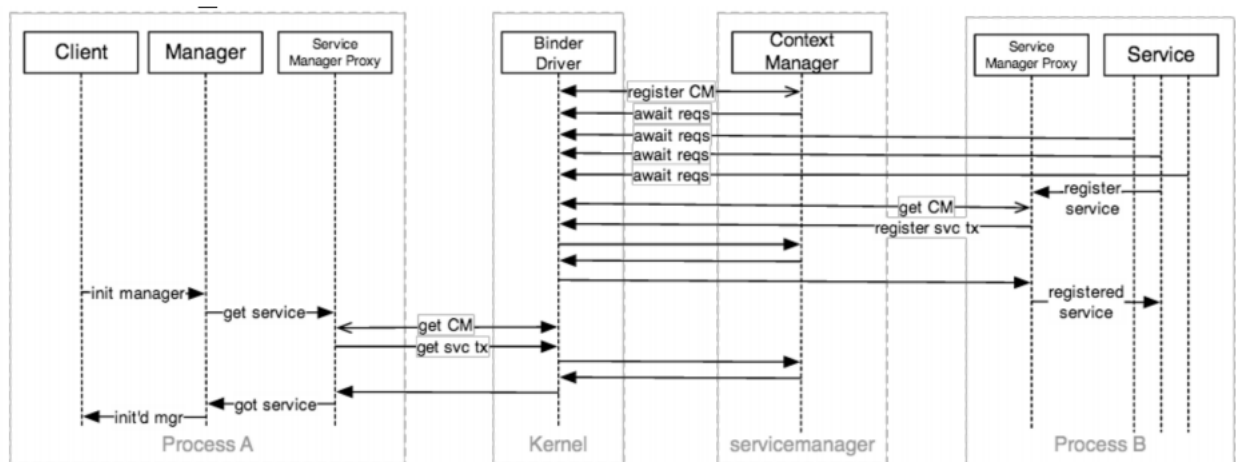 Client
Manager
Service
Manager Proxy
Binder
Driver
Context
Manager
Service
Manager Proxy
Service
register CM
await reqs
await reqs
await reqs
await reqs
register
service
get CM
register svc tx
init manager
registered
service
get service
get CM
get svc tx
got service
init'd mgr
Process A
Kernel
servicemanager
Process B